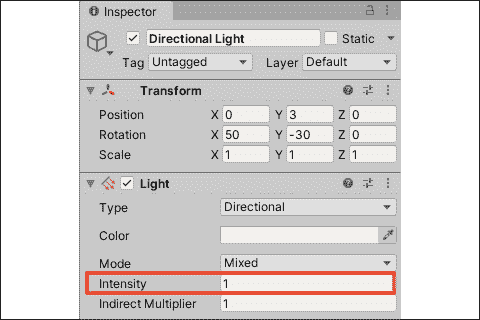 Inspector
Directional Light Static
Tag Untagged Layer Default
Transform
Position X 0 Y 3 Z 0
Rotation X 50 Y -30 Z 0
Scale X 1 Y 1 Z 1
Light
Type Directional
Color
Mode Mixed
Intensity 1
Indirect Multiplier 1